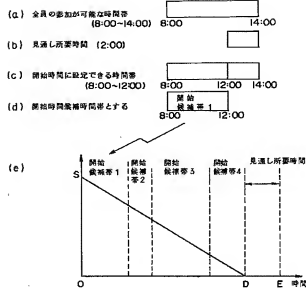 (a) 全員の参加が可能な時間帯
(8:00~14:00)
8:00
14:00
(b) 見通し所要時間 (2:00)
(c) 開始時間に設定できる時間帯
(8:00~12:00)
8:00
12:00
14:00
(d) 開始時間候補時間帯とする
開始
候補帯1
8:00
12:00
(e)
開始
候補帯1
開始
候補
帯2
開始
候補帯3
開始
候補帯4
見通し所要時間
S
O
D
E
時間